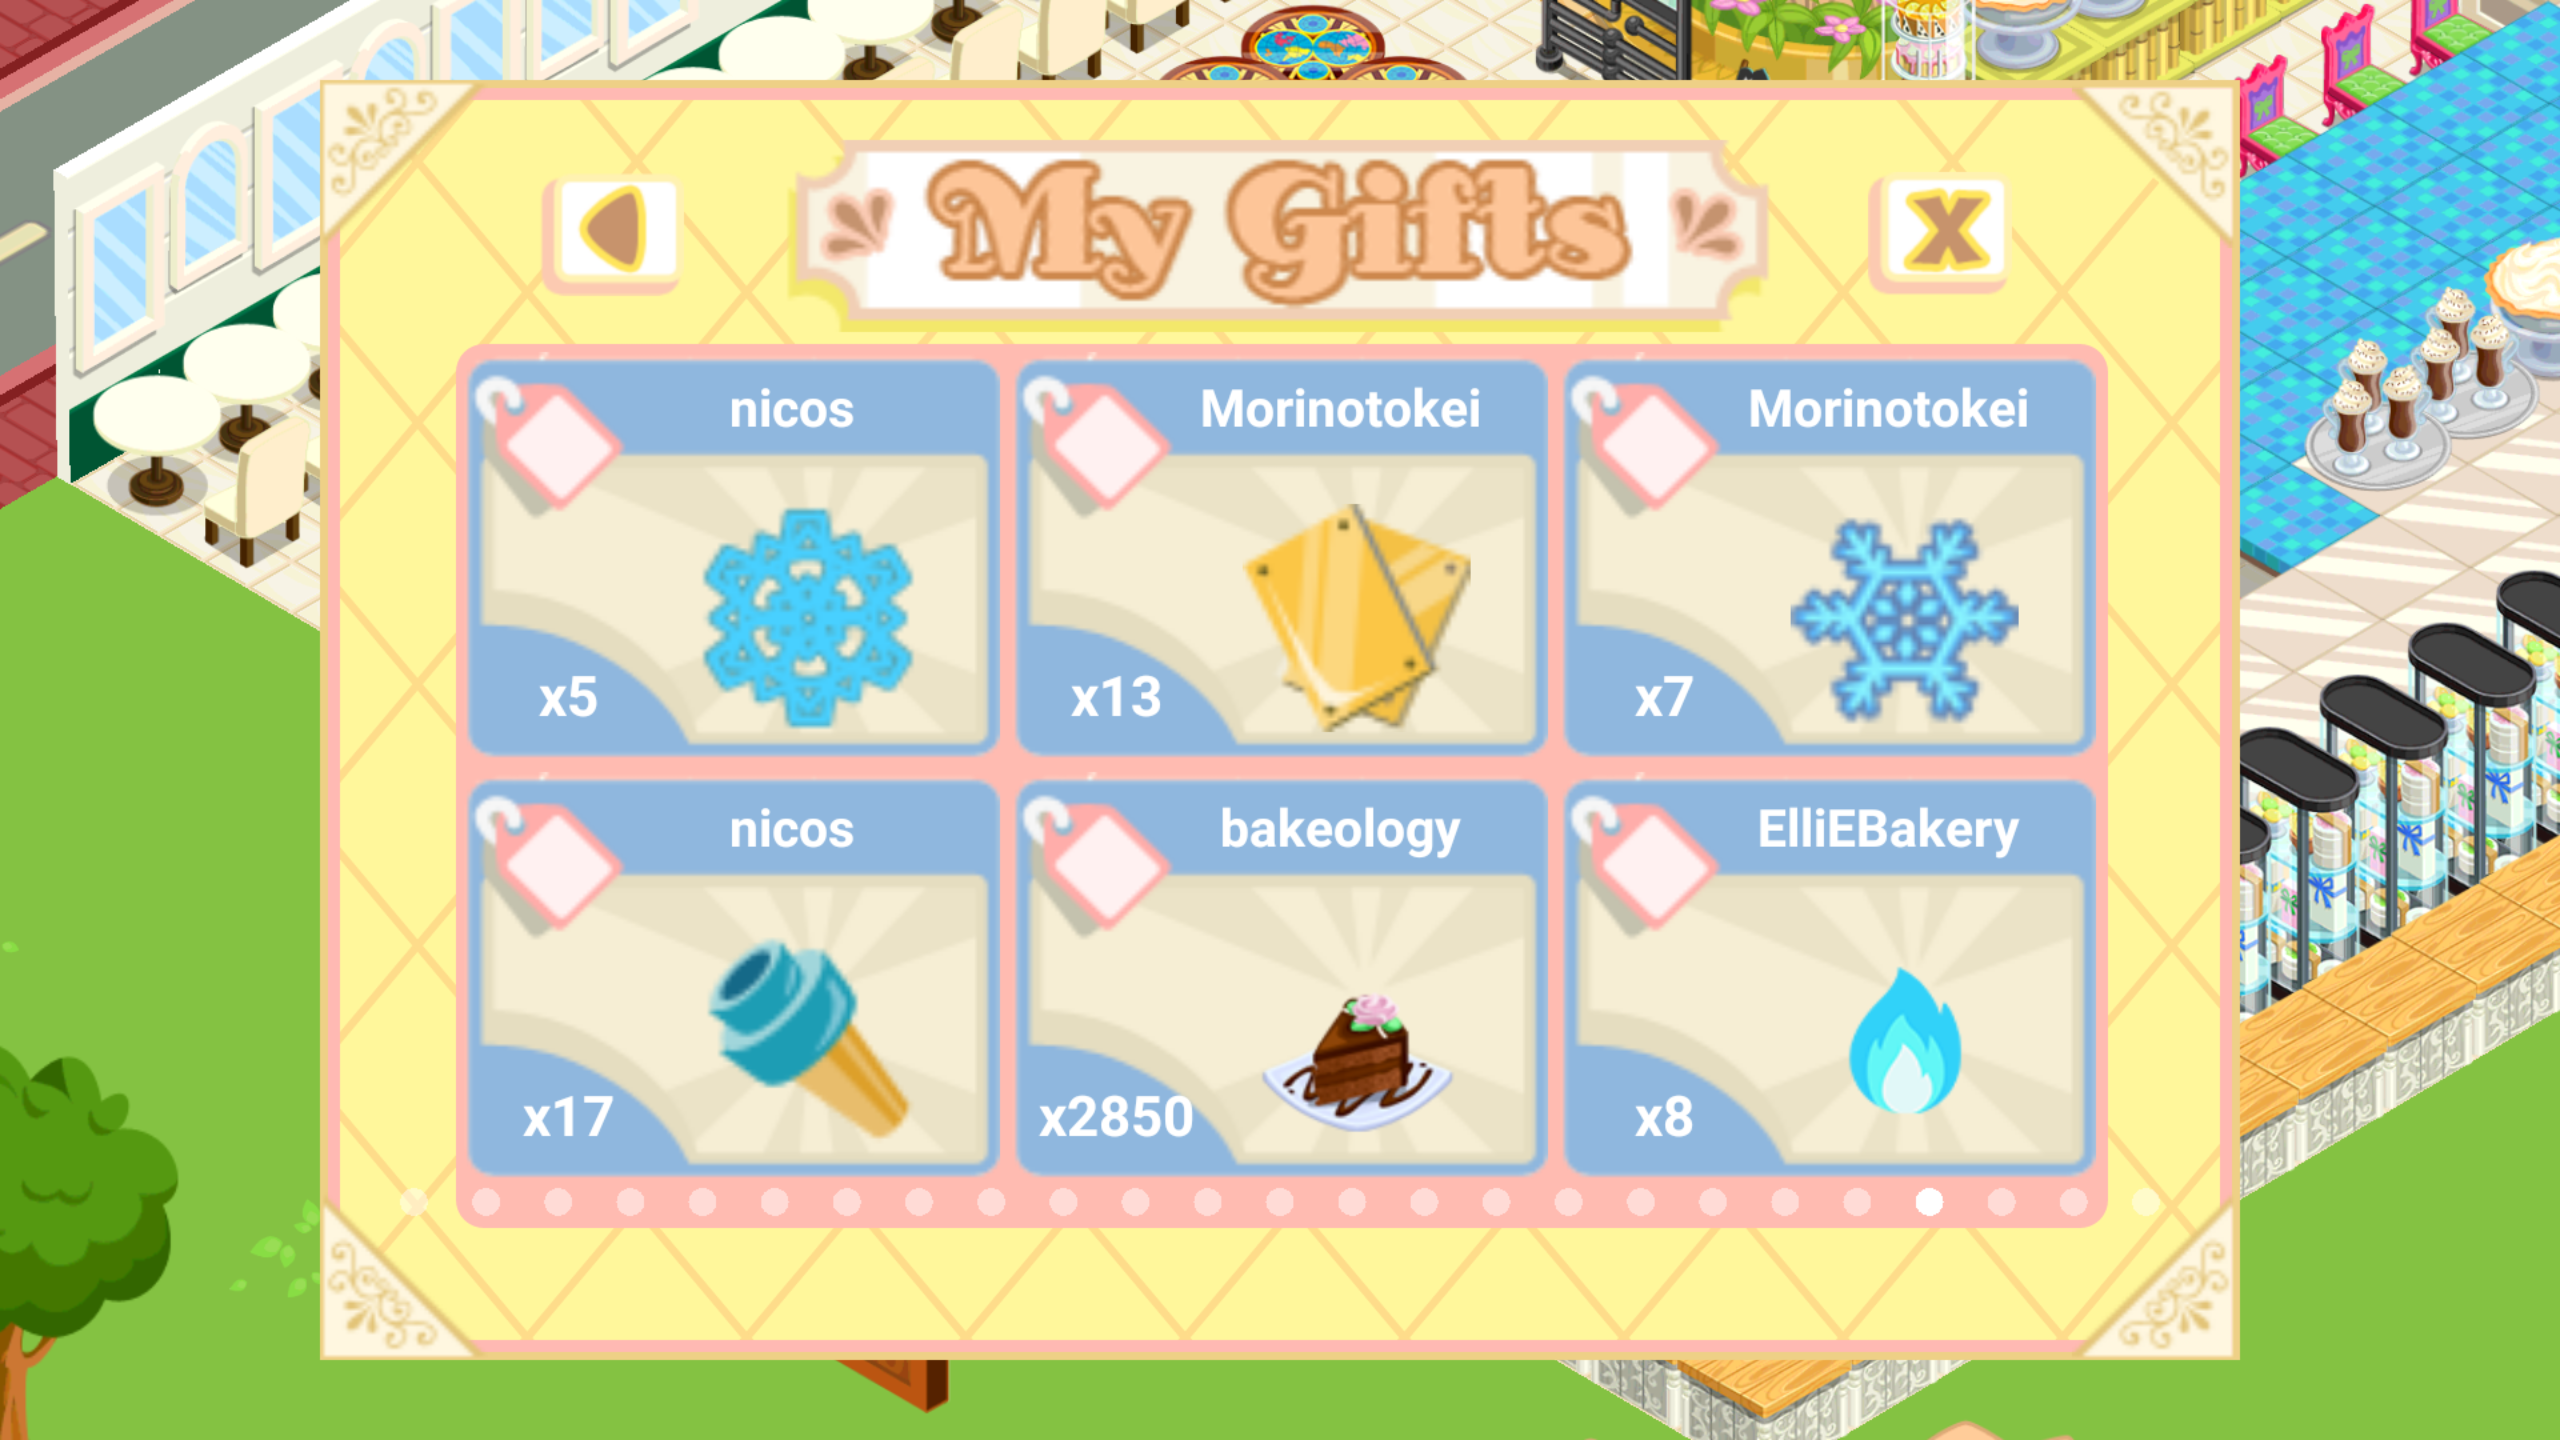 My Gifts
X
nicos
x5
Morinotokei
x13
Morinotokei
x7
nicos
x17
bakeology
x2850
ElliEBakery
x8